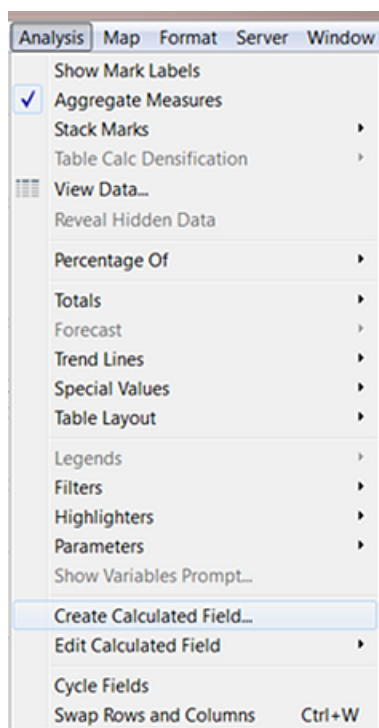 Analysis Map Format Server Window
Show Mark Labels
Aggregate Measures
Stack Marks
Table Calc Densification
View Data...
Reveal Hidden Data
Percentage Of
Totals
Forecast
Trend Lines
Special Values
Table Layout
Legends
Filters
Highlighters
Parameters
Show Variables Prompt...
Create Calculated Field...
Edit Calculated Field
Cycle Fields
Swap Rows and Columns Ctrl+W